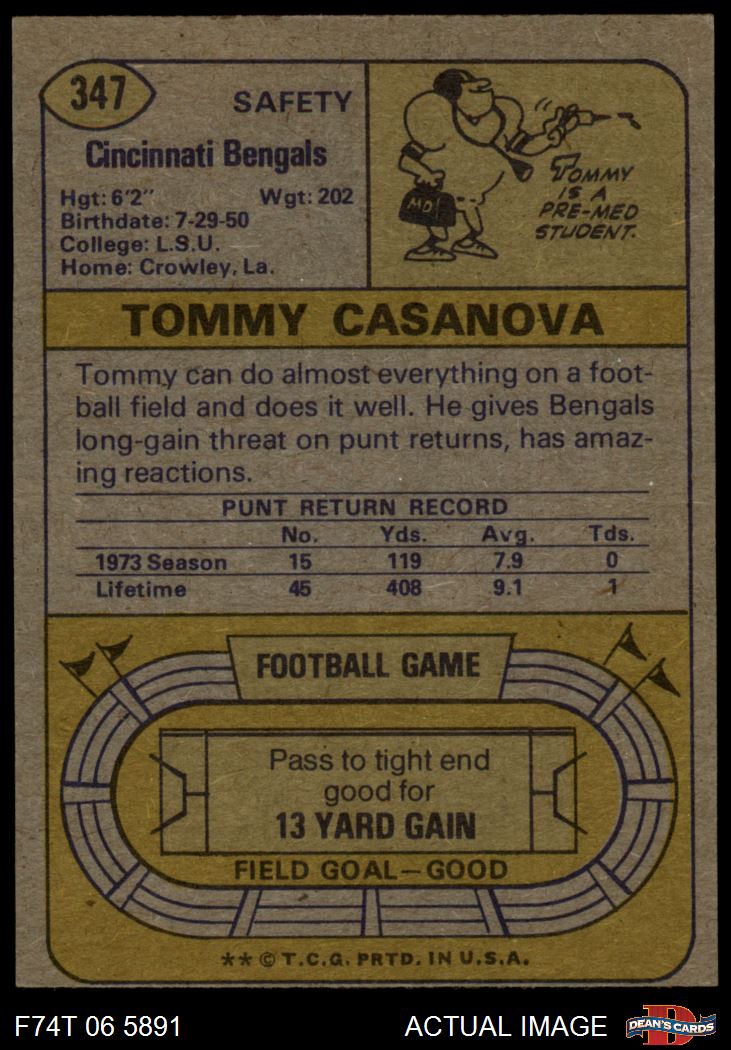 347
SAFETY
Cincinnati Bengals
Hgt: 6'2" Wgt: 202
Birthdate: 7-29-50
College: L.S.U.
Home: Crowley, La.
MD!
TOMMY
IS A
PRE-MED
STUDENT.
TOMMY CASANOVA
Tommy can do almost everything on a foot-
ball field and does it well. He gives Bengals
long-gain threat on punt returns, has amaz-
ing reactions.
PUNT RETURN RECORD
No. Yds. Avg. Tds.
1973 Season 15 119 7.9 0
Lifetime 45 408 9.1 1
FOOTBALL GAME
Pass to tight end
good for
13 YARD GAIN
FIELD GOAL—GOOD
** © T.C.G. PRTD. IN U.S.A.
F74T 06 5891 ACTUAL IMAGE
D
DEAN'S CARDS